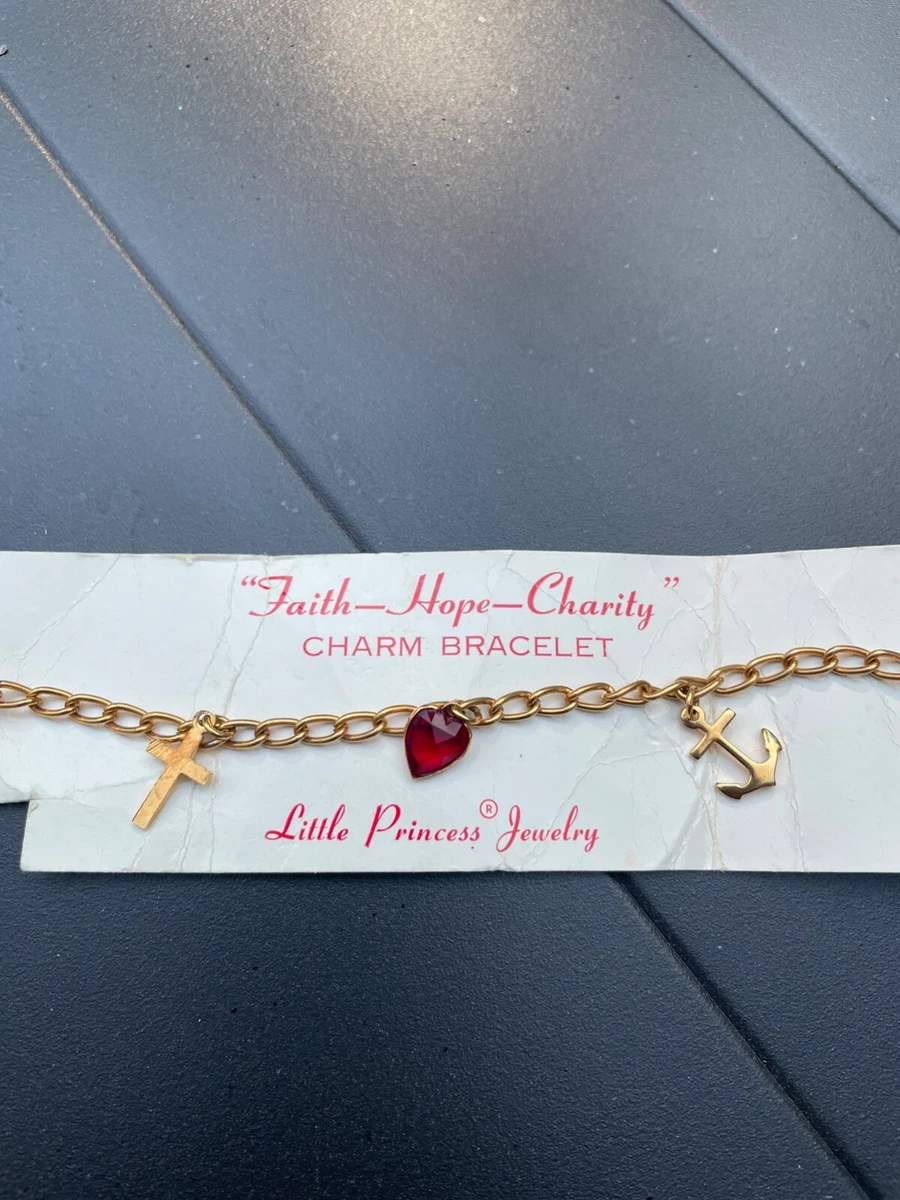 “Faith—Hope—Charity”
CHARM BRACELET
Little Princess® Jewelry